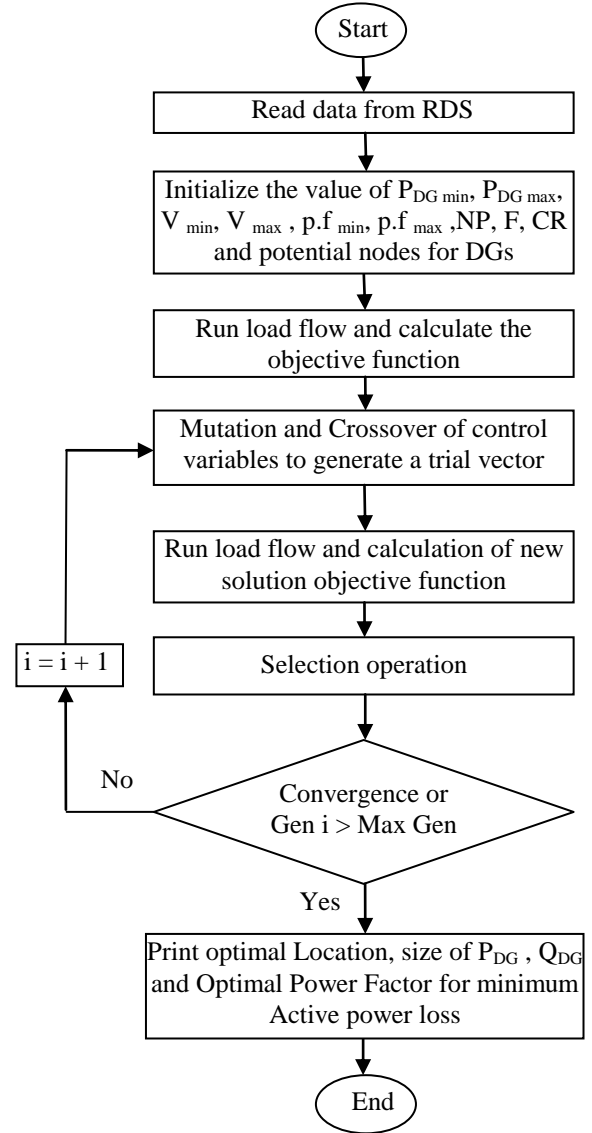 Start
Read data from RDS
Initialize the value of P_DG min, P_DG max,
V min, V max , p.f min, p.f max ,NP, F, CR
and potential nodes for DGs
Run load flow and calculate the
objective function
Mutation and Crossover of control
variables to generate a trial vector
Run load flow and calculation of new
solution objective function
i = i + 1
Selection operation
No
Convergence or
Gen i > Max Gen
Yes
Print optimal Location, size of P_DG , Q_DG
and Optimal Power Factor for minimum
Active power loss
End